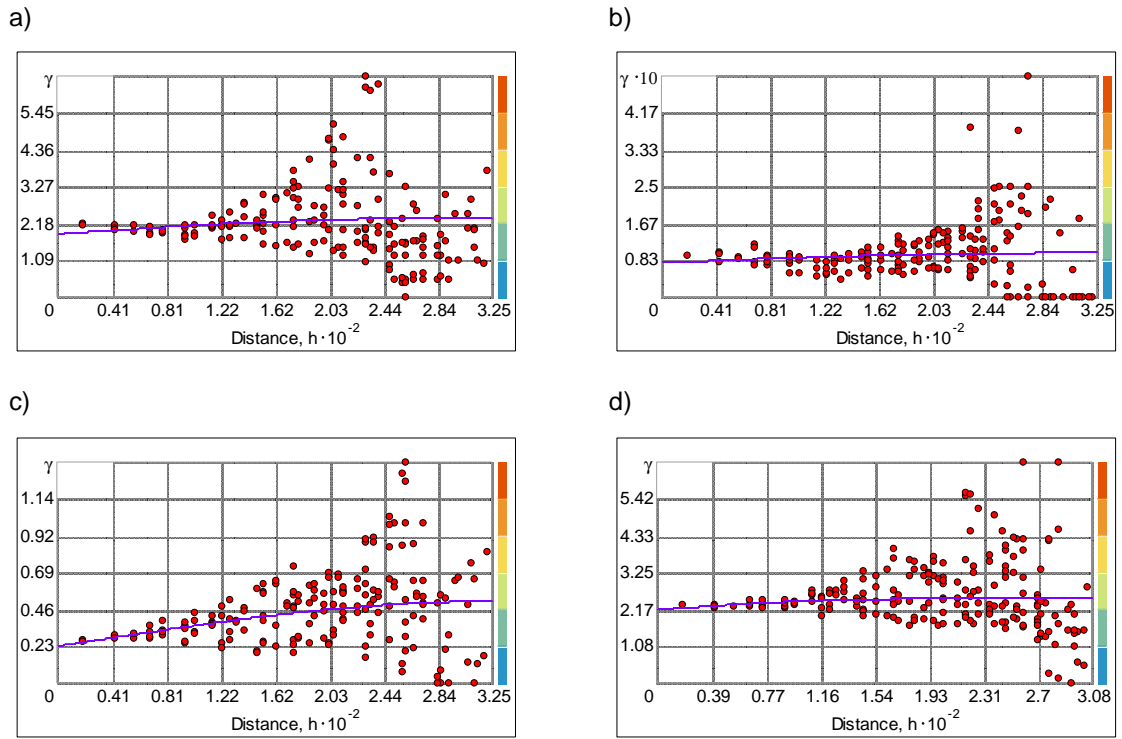 a)
γ
5.45
4.36
3.27
2.18
1.09
0 0.41 0.81 1.22 1.62 2.03 2.44 2.84 3.25
Distance, h·10⁻²
b)
γ·10
4.17
3.33
2.5
1.67
0.83
0 0.41 0.81 1.22 1.62 2.03 2.44 2.84 3.25
Distance, h·10⁻²
c)
γ
1.14
0.92
0.69
0.46
0.23
0 0.41 0.81 1.22 1.62 2.03 2.44 2.84 3.25
Distance, h·10⁻²
d)
γ
5.42
4.33
3.25
2.17
1.08
0 0.39 0.77 1.16 1.54 1.93 2.31 2.7 3.08
Distance, h·10⁻²